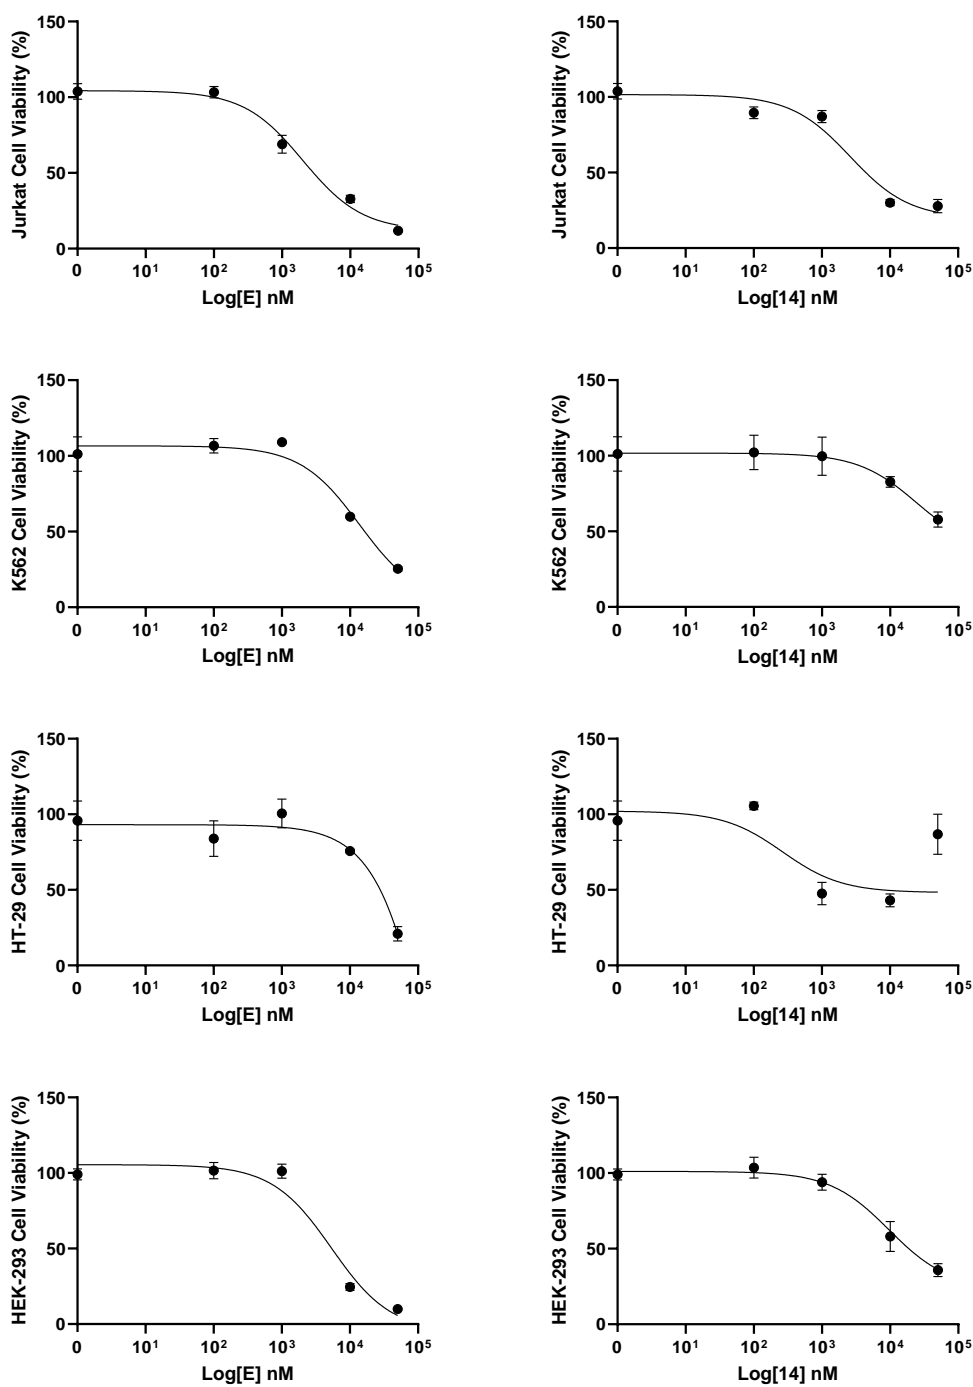 Jurkat Cell Viability (%)
150
100
50
0
0 10¹ 10² 10³ 10⁴ 10⁵
Log[E] nM
Jurkat Cell Viability (%)
150
100
50
0
0 10¹ 10² 10³ 10⁴ 10⁵
Log[14] nM
K562 Cell Viability (%)
150
100
50
0
0 10¹ 10² 10³ 10⁴ 10⁵
Log[E] nM
K562 Cell Viability (%)
150
100
50
0
0 10¹ 10² 10³ 10⁴ 10⁵
Log[14] nM
HT-29 Cell Viability (%)
150
100
50
0
0 10¹ 10² 10³ 10⁴ 10⁵
Log[E] nM
HT-29 Cell Viability (%)
150
100
50
0
0 10¹ 10² 10³ 10⁴ 10⁵
Log[14] nM
HEK-293 Cell Viability (%)
150
100
50
0
0 10¹ 10² 10³ 10⁴ 10⁵
Log[E] nM
HEK-293 Cell Viability (%)
150
100
50
0
0 10¹ 10² 10³ 10⁴ 10⁵
Log[14] nM